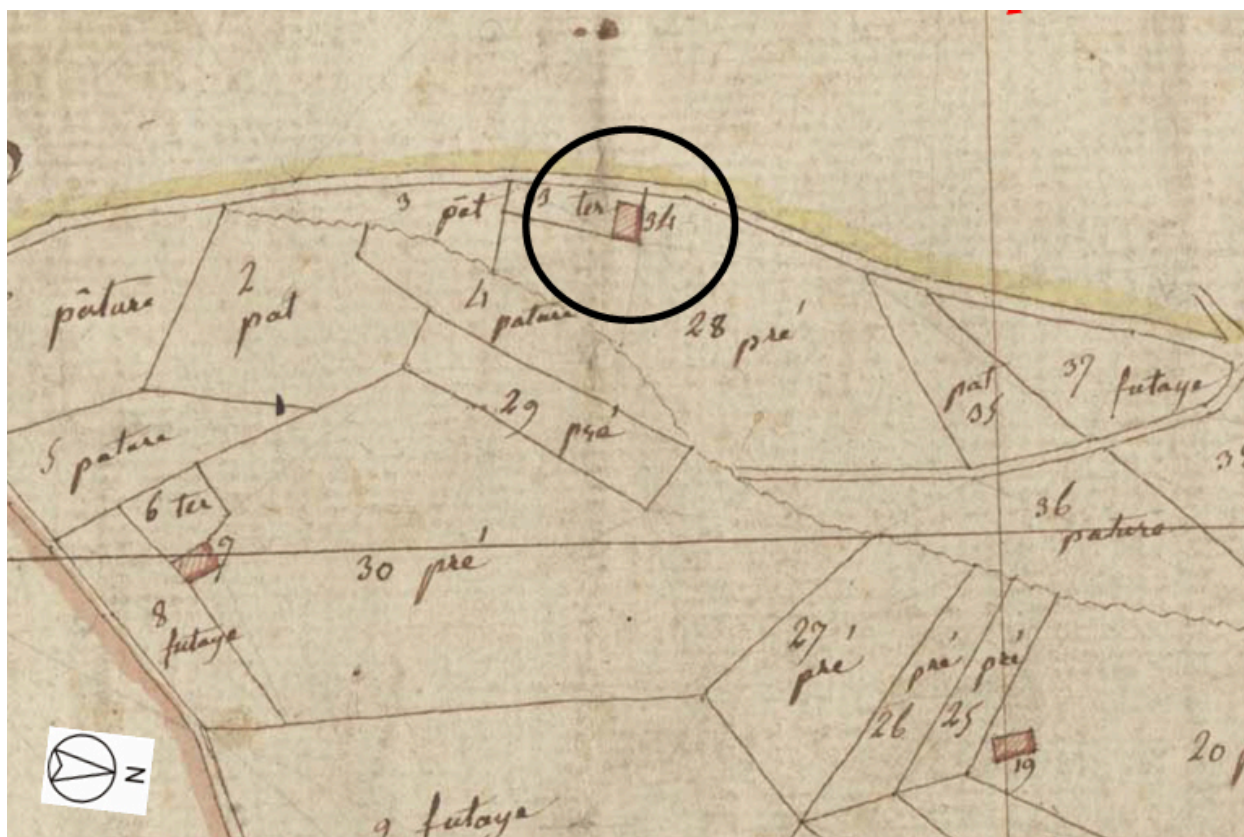 3
pat
3
ter
34
pâture
2
pat
4
pature
28
pré
37
futaye
pat
35
29
pré
5
pature
6 ter
7
36
pature
30 pré
8
futaye
27
pré
pré
pré
26
25
19
20
9 futaye
N